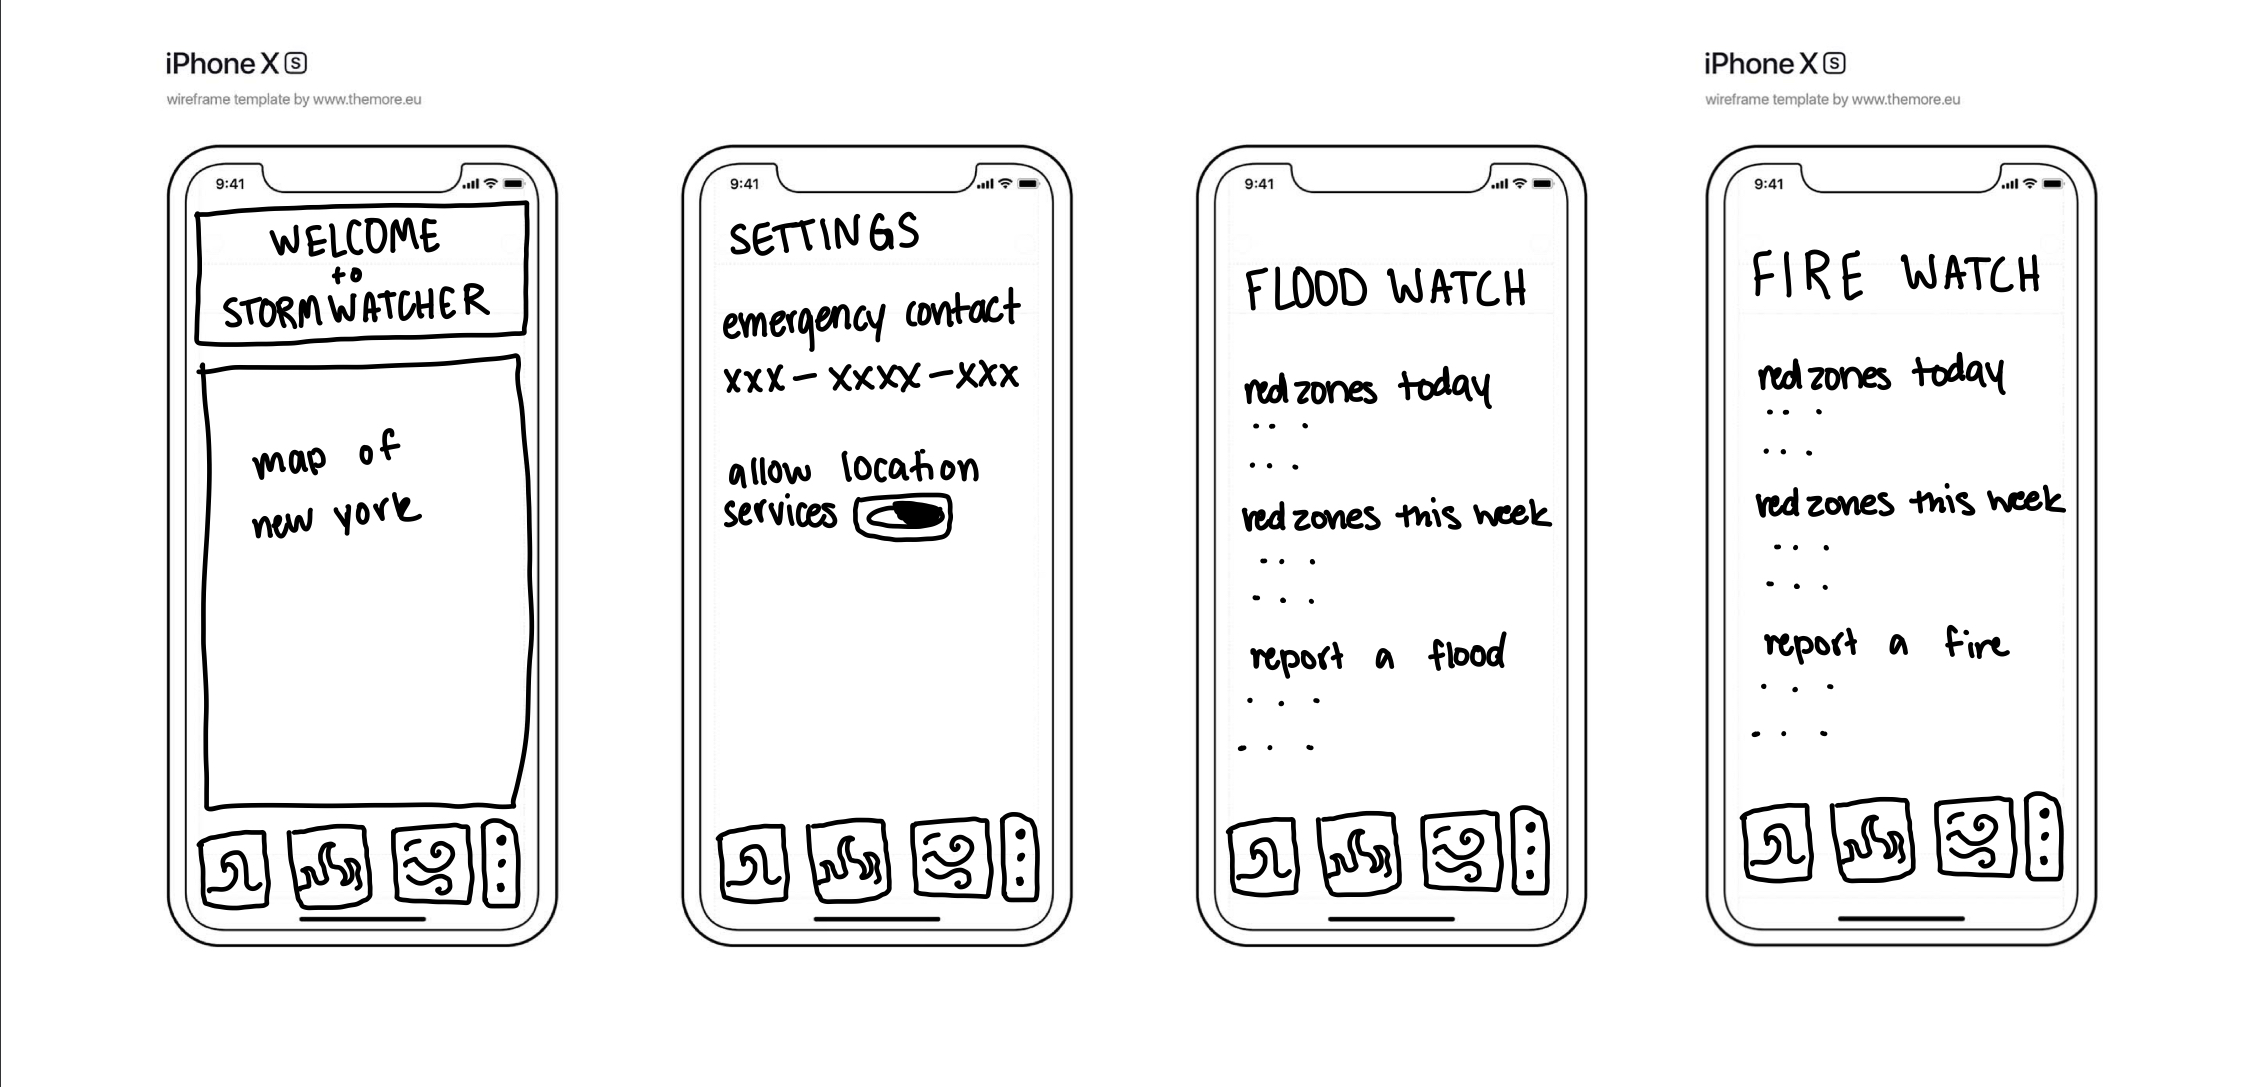 iPhone X S
wireframe template by www.themore.eu
9:41
WELCOME
to
STORMWATCHER
map of
new york
9:41
SETTINGS
emergency contact
xxx - xxxx - xxx
allow location
services
9:41
FLOOD WATCH
red zones today
...
...
red zones this week
...
...
report a flood
...
...
iPhone X S
wireframe template by www.themore.eu
9:41
FIRE WATCH
red zones today
...
...
red zones this week
...
...
report a fire
...
...